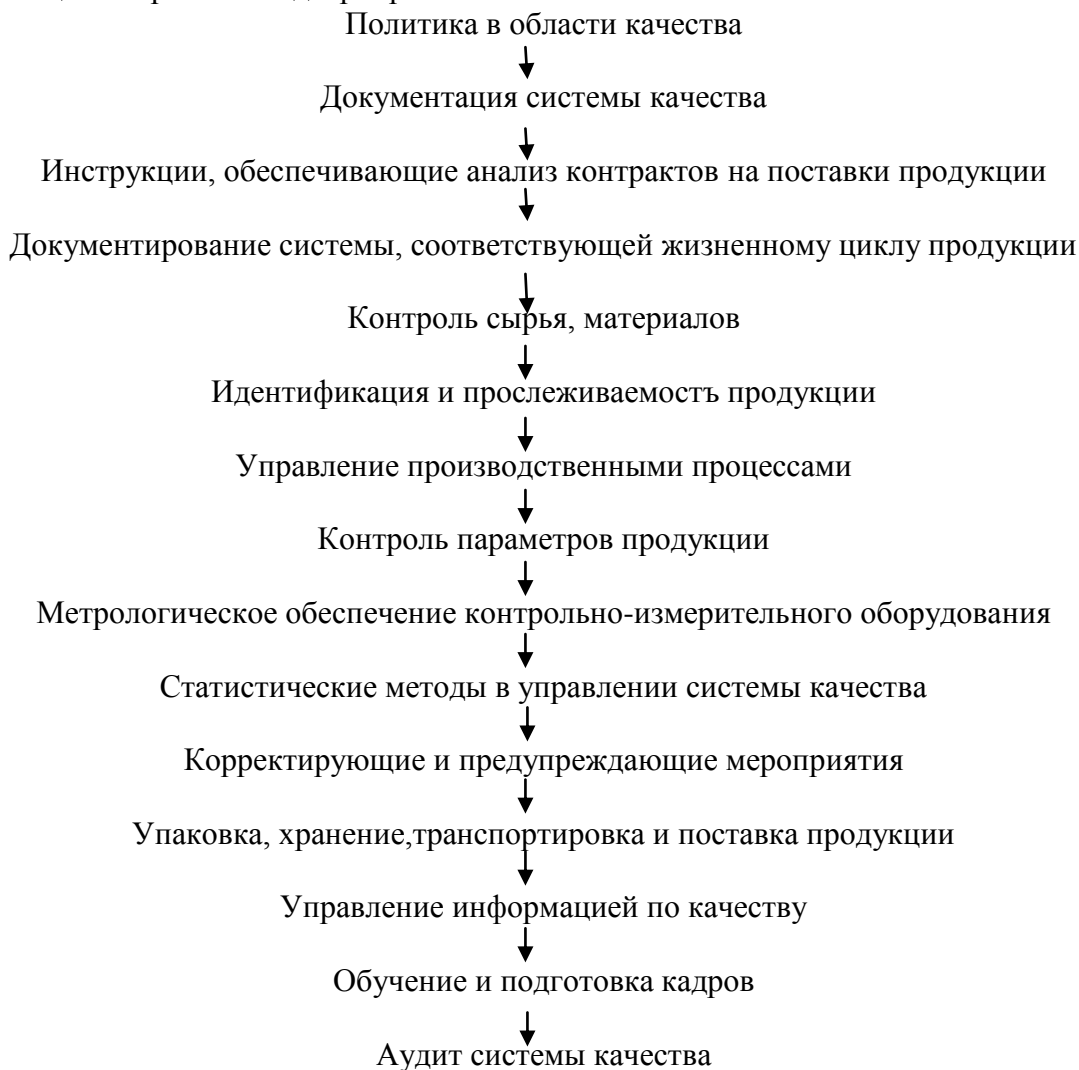 Политика в области качества
Документация системы качества
Инструкции, обеспечивающие анализ контрактов на поставки продукции
Документирование системы, соответствующей жизненному циклу продукции
Контроль сырья, материалов
Идентификация и прослеживаемостъ продукции
Управление производственными процессами
Контроль параметров продукции
Метрологическое обеспечение контрольно-измерительного оборудования
Статистические методы в управлении системы качества
Корректирующие и предупреждающие мероприятия
Упаковка, хранение,транспортировка и поставка продукции
Управление информацией по качеству
Обучение и подготовка кадров
Аудит системы качества